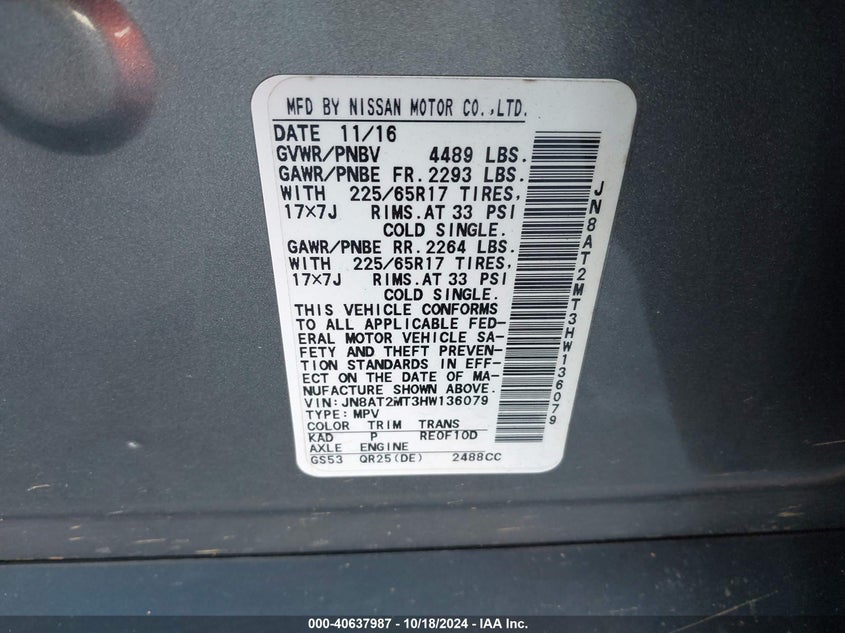 MFD BY NISSAN MOTOR CO.,LTD.
DATE 11/16
GVWR/PNBV 4489 LBS.
GAWR/PNBE FR. 2293 LBS.
WITH 225/65R17 TIRES,
17×7J RIMS. AT 33 PSI
COLD SINGLE.
GAWR/PNBE RR. 2264 LBS.
WITH 225/65R17 TIRES,
17×7J RIMS. AT 33 PSI
COLD SINGLE.
THIS VEHICLE CONFORMS
TO ALL APPLICABLE FED-
ERAL MOTOR VEHICLE SA-
FETY AND THEFT PREVEN-
TION STANDARDS IN EFF-
ECT ON THE DATE OF MA-
NUFACTURE SHOWN ABOVE.
VIN: JN8AT2MT3HW136079
TYPE: MPV
COLOR TRIM TRANS
KAD P RE0F10D
AXLE ENGINE
GS53 QR25(DE) 2488CC
JN8AT2MT3HW136079
000-40637987 - 10/18/2024 - IAA Inc.